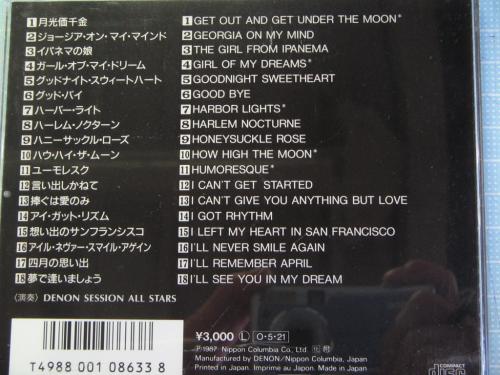 1 月光価千金
2 ジョージア・オン・マイ・マインド
3 イパネマの娘
4 ガール・オブ・マイ・ドリーム
5 グッドナイト・スウィートハート
6 グッド・バイ
7 ハーバー・ライト
8 ハーレム・ノクターン
9 ハニーサックル・ローズ
10 ハウ・ハイ・ザ・ムーン
11 ユーモレスク
12 言い出しかねて
13 捧ぐは愛のみ
14 アイ・ガット・リズム
15 想い出のサンフランシスコ
16 アイル・ネヴァー・スマイル・アゲイン
17 四月の思い出
18 夢で逢いましょう
〈演奏〉 DENON SESSION ALL STARS
1 GET OUT AND GET UNDER THE MOON*
2 GEORGIA ON MY MIND
3 THE GIRL FROM IPANEMA
4 GIRL OF MY DREAMS*
5 GOODNIGHT SWEETHEART
6 GOOD BYE
7 HARBOR LIGHTS*
8 HARLEM NOCTURNE
9 HONEYSUCKLE ROSE
10 HOW HIGH THE MOON*
11 HUMORESQUE*
12 I CAN'T GET STARTED
13 I CAN'T GIVE YOU ANYTHING BUT LOVE
14 I GOT RHYTHM
15 I LEFT MY HEART IN SAN FRANCISCO
16 I'LL NEVER SMILE AGAIN
17 I'LL REMEMBER APRIL
18 I'LL SEE YOU IN MY DREAM
¥3,000 Ⓛ O・5・21
Ⓟ1987 Nippon Columbia Co., Ltd.
Manufactured by DENON/Nippon Columbia, Japan
Printed in Japan. Imprimé au Japon. Made in Japan.
T4988 001 08633 8
COMPACT
disc